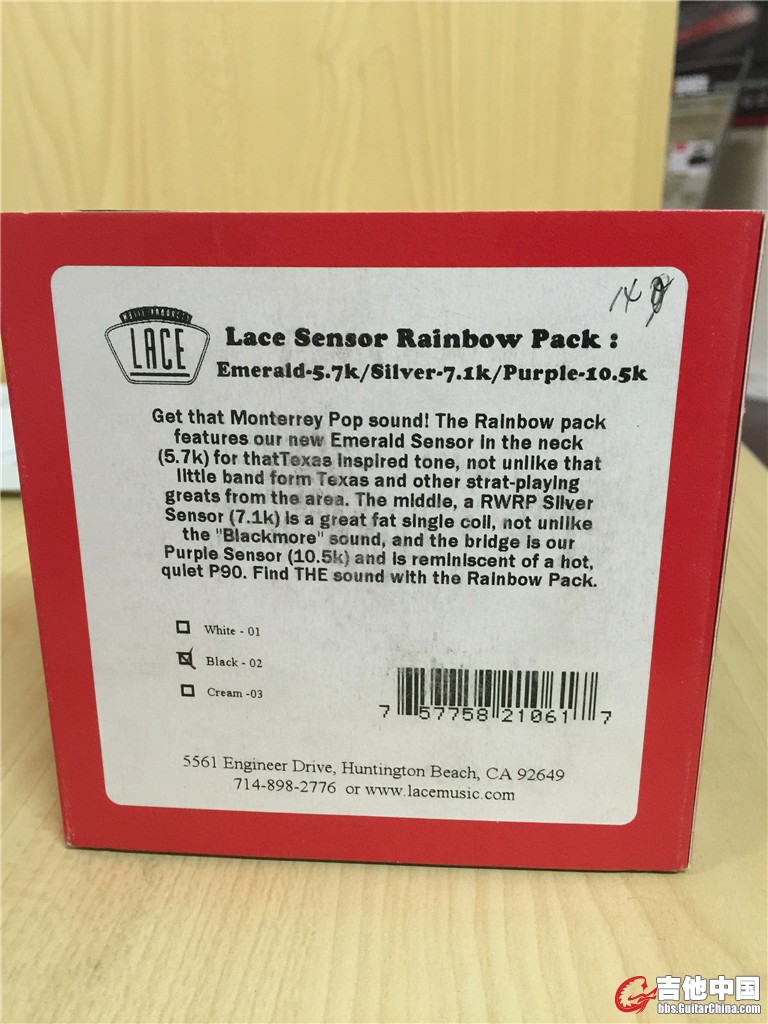 LACE
Lace Sensor Rainbow Pack :
Emerald-5.7k/Silver-7.1k/Purple-10.5k
Get that Monterrey Pop sound! The Rainbow pack
features our new Emerald Sensor in the neck
(5.7k) for thatTexas inspired tone, not unlike that
little band form Texas and other strat-playing
greats from the area. The middle, a RWRP Silver
Sensor (7.1k) is a great fat single coil, not unlike
the "Blackmore" sound, and the bridge is our
Purple Sensor (10.5k) and is reminiscent of a hot,
quiet P90. Find THE sound with the Rainbow Pack.
White - 01
Black - 02
Cream -03
7 57758 21061 7
5561 Engineer Drive, Huntington Beach, CA 92649
714-898-2776 or www.lacemusic.com
吉他中国
bbs.GuitarChina.com